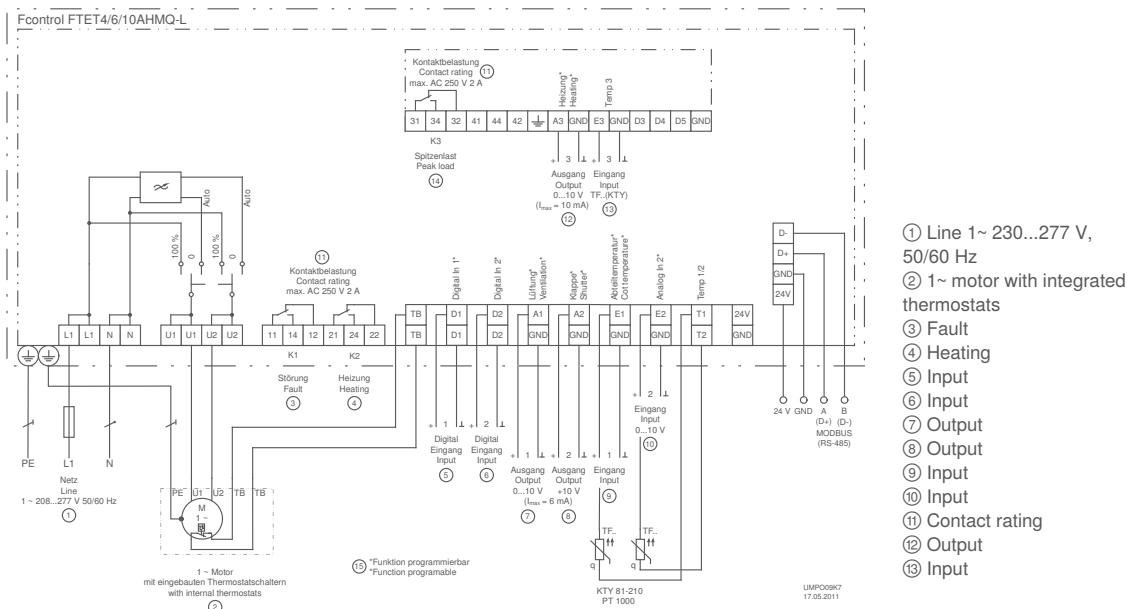 Fcontrol FTET4/6/10AHMQ-L
Kontaktbelastung
Contact rating
max. AC 250 V 2 A
⑪
Heizung*
Heating*
Temp 3
31 34 32 41 44 42 A3 GND E3 GND D3 D4 D5 GND
K3
Spitzenlast
Peak load
⑭
+ 3 ⊥
Ausgang
Output
0...10 V
(Imax = 10 mA)
⑫
+ 3 ⊥
Eingang
Input
TF..(KTY)
⑬
Auto
Auto
100 %
0
100 %
0
⑪
Kontaktbelastung
Contact rating
max. AC 250 V 2 A
Digital In 1*
Digital In 2*
Lüftung*
Ventilation*
Klappe*
Shutter*
Abteiltemperatur*
Cot temperature*
Analog In 2*
Temp 1/2
D-
D+
GND
24V
L1 L1 N N
U1 U1 U2 U2
11 14 12 21 24 22
TB D1 D2 A1 A2 E1 E2 T1 24V
TB D1 D2 GND GND GND GND T2 GND
K1
Störung
Fault
③
K2
Heizung
Heating
④
PE
L1
N
Netz
Line
1 ~ 208...277 V 50/60 Hz
①
+ 1 ⊥
Digital
Eingang
Input
⑤
+ 2 ⊥
Digital
Eingang
Input
⑥
+ 1 ⊥
Ausgang
Output
0...10 V
(Imax = 6 mA)
⑦
+ 2 ⊥
Ausgang
Output
+10 V
⑧
+ 1 ⊥
Eingang
Input
⑨
+ 2 ⊥
Eingang
Input
0...10 V
⑩
24 V GND A B
(D+) (D-)
MODBUS
(RS-485)
PE U1 U2 TB TB
M
1 ~
1 ~ Motor
mit eingebauten Thermostatschaltern
with internal thermostats
②
⑮ *Funktion programmierbar
*Function programable
TF..
q
TF..
q
KTY 81-210
PT 1000
UMPO09K7
17.05.2011
① Line 1~ 230...277 V,
50/60 Hz
② 1~ motor with integrated
thermostats
③ Fault
④ Heating
⑤ Input
⑥ Input
⑦ Output
⑧ Output
⑨ Input
⑩ Input
⑪ Contact rating
⑫ Output
⑬ Input